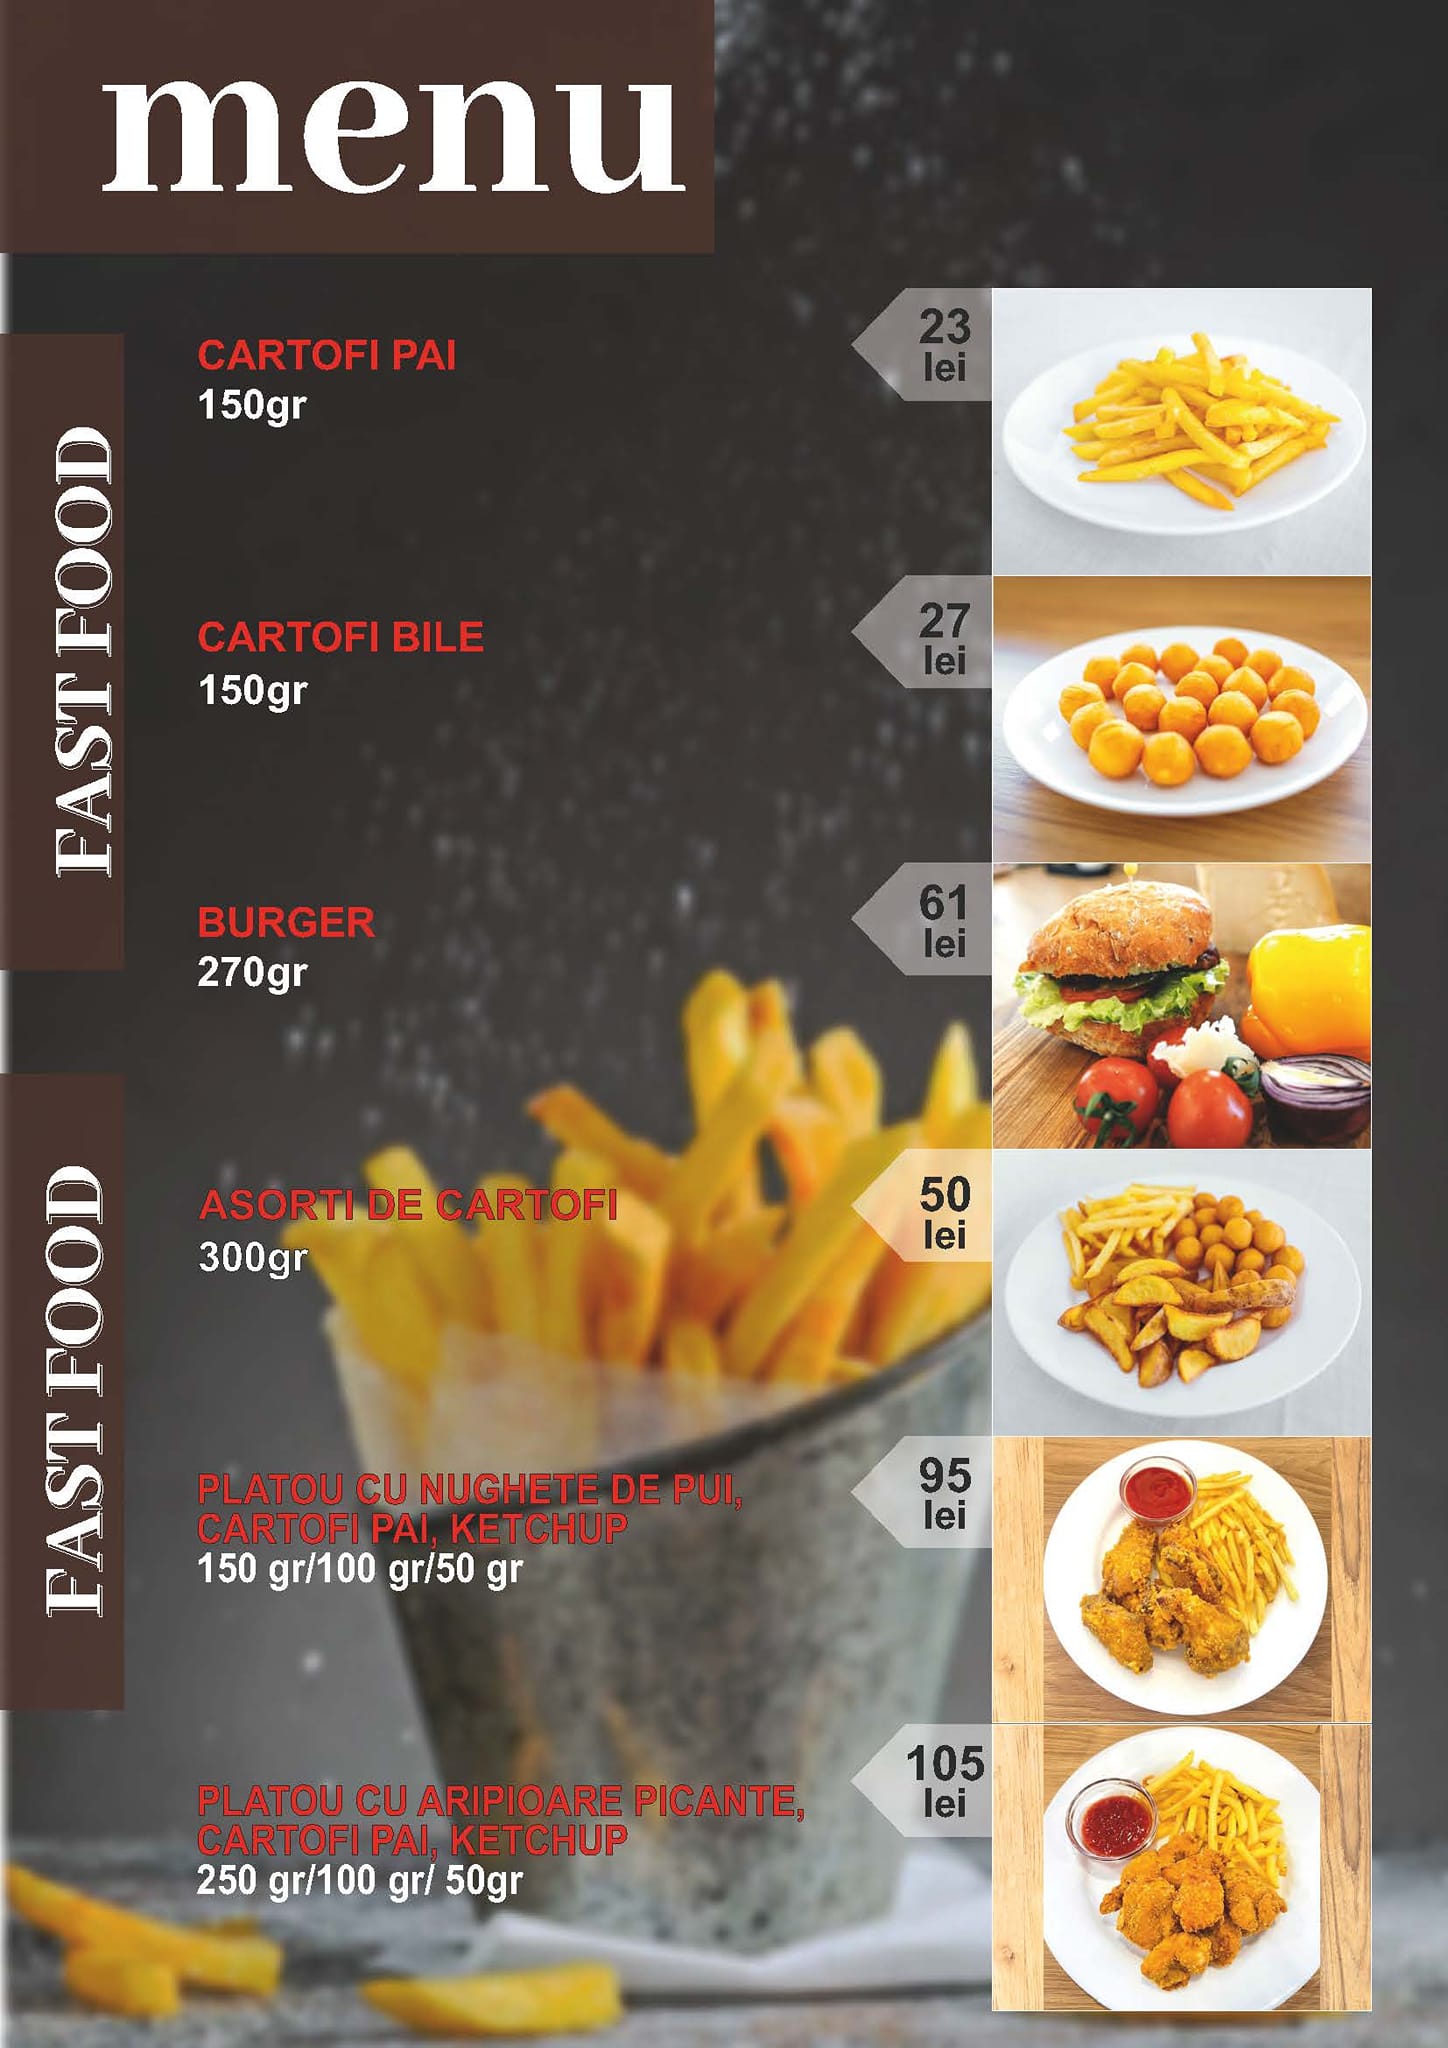 menu
FAST FOOD
CARTOFI PAI
150gr
23
lei
CARTOFI BILE
150gr
27
lei
BURGER
270gr
61
lei
FAST FOOD
ASORTI DE CARTOFI
300gr
50
lei
PLATOU CU NUGHETE DE PUI,
CARTOFI PAI, KETCHUP
150 gr/100 gr/50 gr
95
lei
PLATOU CU ARIPIOARE PICANTE,
CARTOFI PAI, KETCHUP
250 gr/100 gr/ 50gr
105
lei